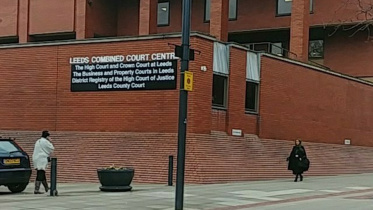 LEEDS COMBINED COURT CENTRE
The High Court and Crown Court at Leeds
The Business and Property Courts in Leeds
District Registry of the High Court of Justice
Leeds County Court